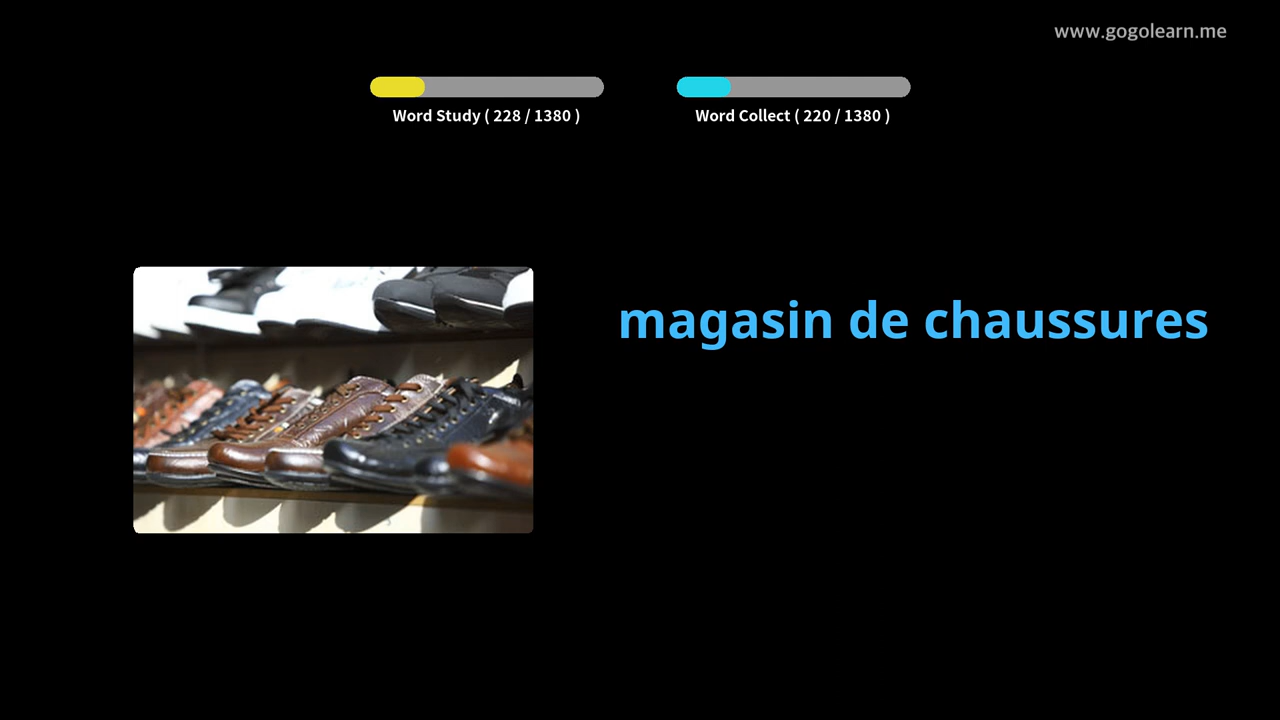 www.gogolearn.me
Word Study ( 228 / 1380 )
Word Collect ( 220 / 1380 )
magasin de chaussures